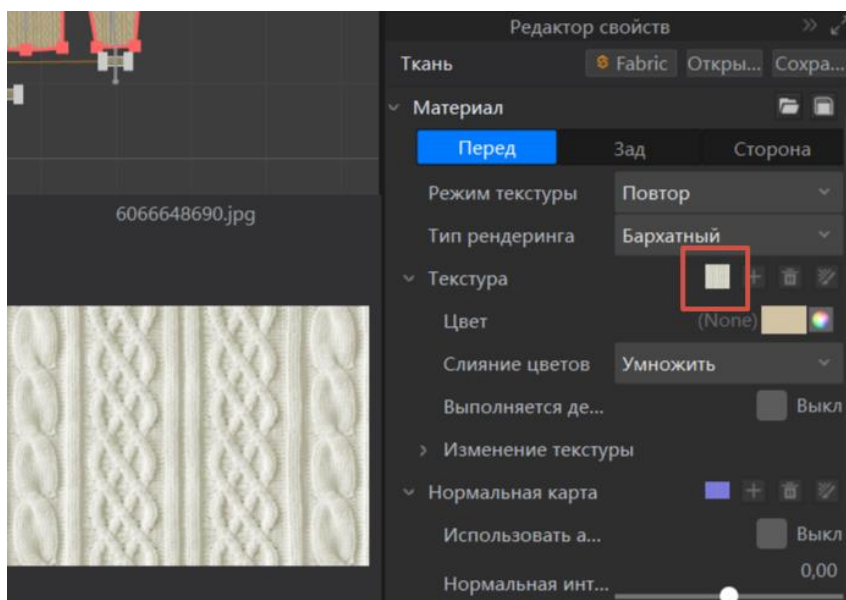 Редактор свойств
Ткань Fabric Откры... Сохра...
Материал
Перед Зад Сторона
Режим текстуры Повтор
6066648690.jpg
Тип рендеринга Бархатный
Текстура
Цвет (None)
Слияние цветов Умножить
Выполняется де... Выкл
Изменение текстуры
Нормальная карта
Использовать а... Выкл
Нормальная инт... 0,00